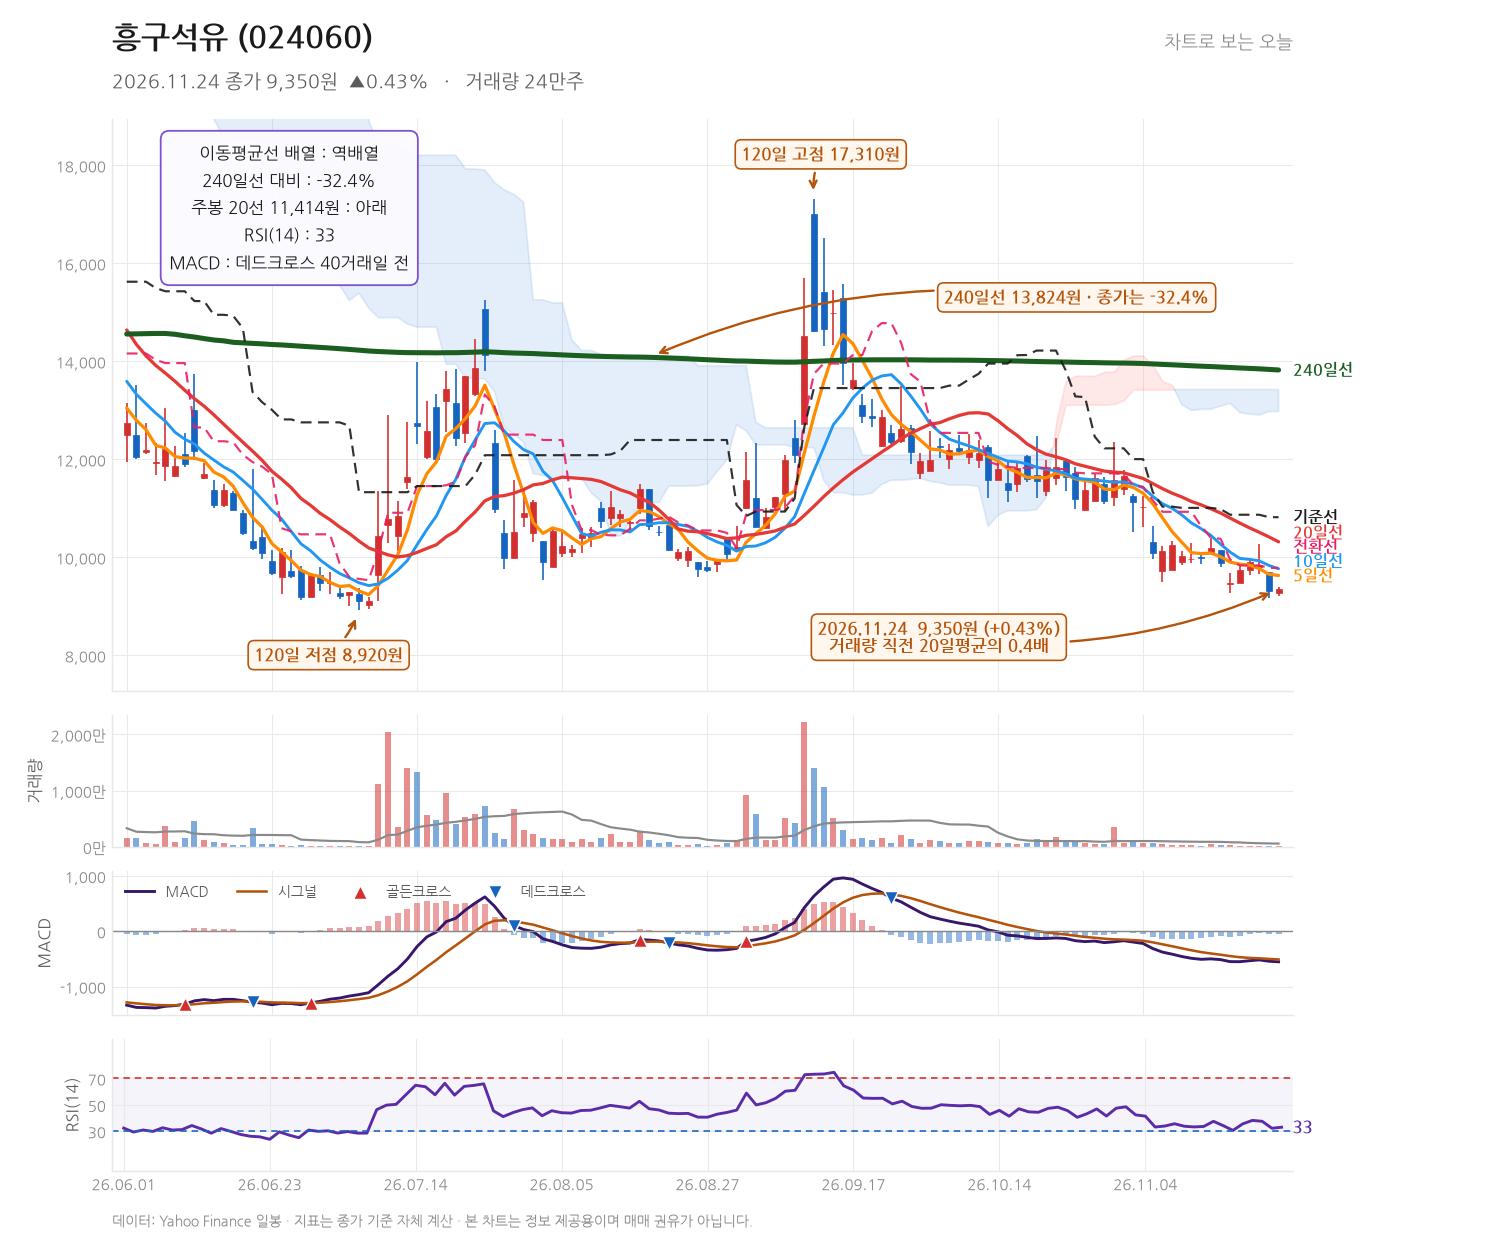 흥구석유 (024060)
차트로 보는 오늘
2026.11.24 종가 9,350원 ▲0.43% · 거래량 24만주
이동평균선 배열 : 역배열
240일선 대비 : -32.4%
주봉 20선 11,414원 : 아래
RSI(14) : 33
MACD : 데드크로스 40거래일 전
120일 고점 17,310원
240일선 13,824원 · 종가는 -32.4%
120일 저점 8,920원
2026.11.24 9,350원 (+0.43%)
거래량 직전 20일평균의 0.4배
18,000
16,000
14,000
12,000
10,000
8,000
240일선
기준선
20일선
전환선
10일선
5일선
거래량
2,000만
1,000만
0만
MACD
1,000
0
-1,000
MACD
시그널
골든크로스
데드크로스
RSI(14)
70
50
30
33
26.06.01
26.06.23
26.07.14
26.08.05
26.08.27
26.09.17
26.10.14
26.11.04
데이터: Yahoo Finance 일봉 · 지표는 종가 기준 자체 계산 · 본 차트는 정보 제공용이며 매매 권유가 아닙니다.